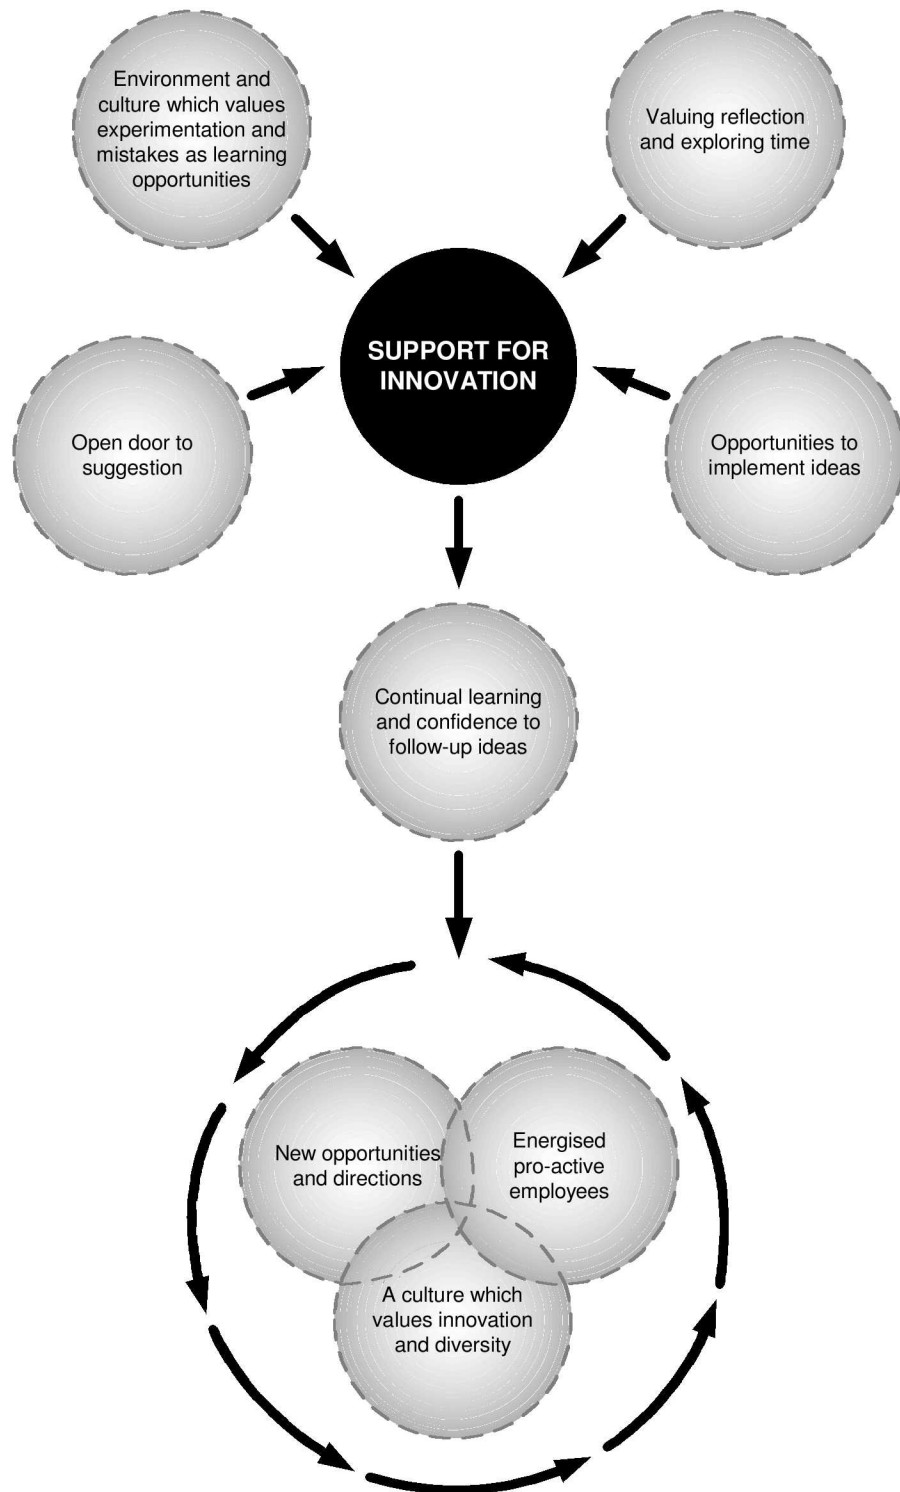 Environment and
culture which values
experimentation and
mistakes as learning
opportunities
Valuing reflection
and exploring time
SUPPORT FOR
INNOVATION
Open door to
suggestion
Opportunities to
implement ideas
Continual learning
and confidence to
follow-up ideas
New opportunities
and directions
Energised
pro-active
employees
A culture which
values innovation
and diversity